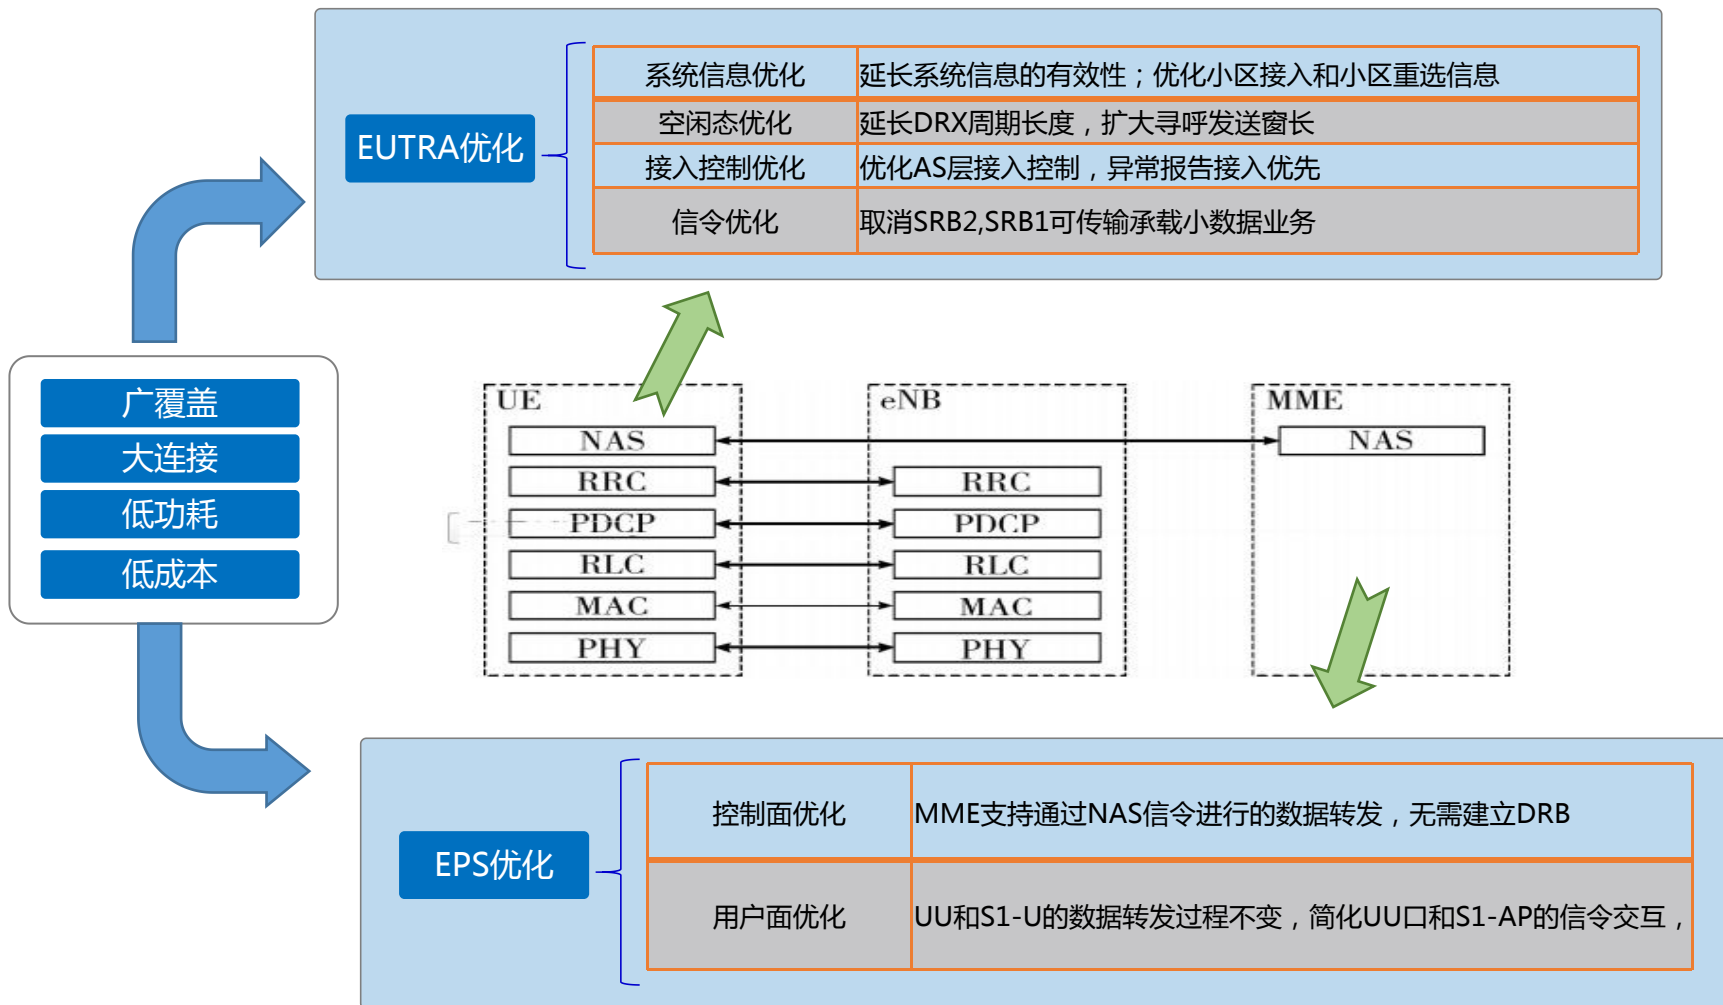 系统信息优化 延长系统信息的有效性；优化小区接入和小区重选信息
空闲态优化 延长DRX周期长度，扩大寻呼发送窗长
EUTRA优化
接入控制优化 优化AS层接入控制，异常报告接入优先
信令优化 取消SRB2,SRB1可传输承载小数据业务
广覆盖
大连接
低功耗
低成本
UE eNB MME
NAS NAS
RRC RRC
PDCP PDCP
RLC RLC
MAC MAC
PHY PHY
控制面优化 MME支持通过NAS信令进行的数据转发，无需建立DRB
EPS优化
用户面优化 UU和S1-U的数据转发过程不变，简化UU口和S1-AP的信令交互，